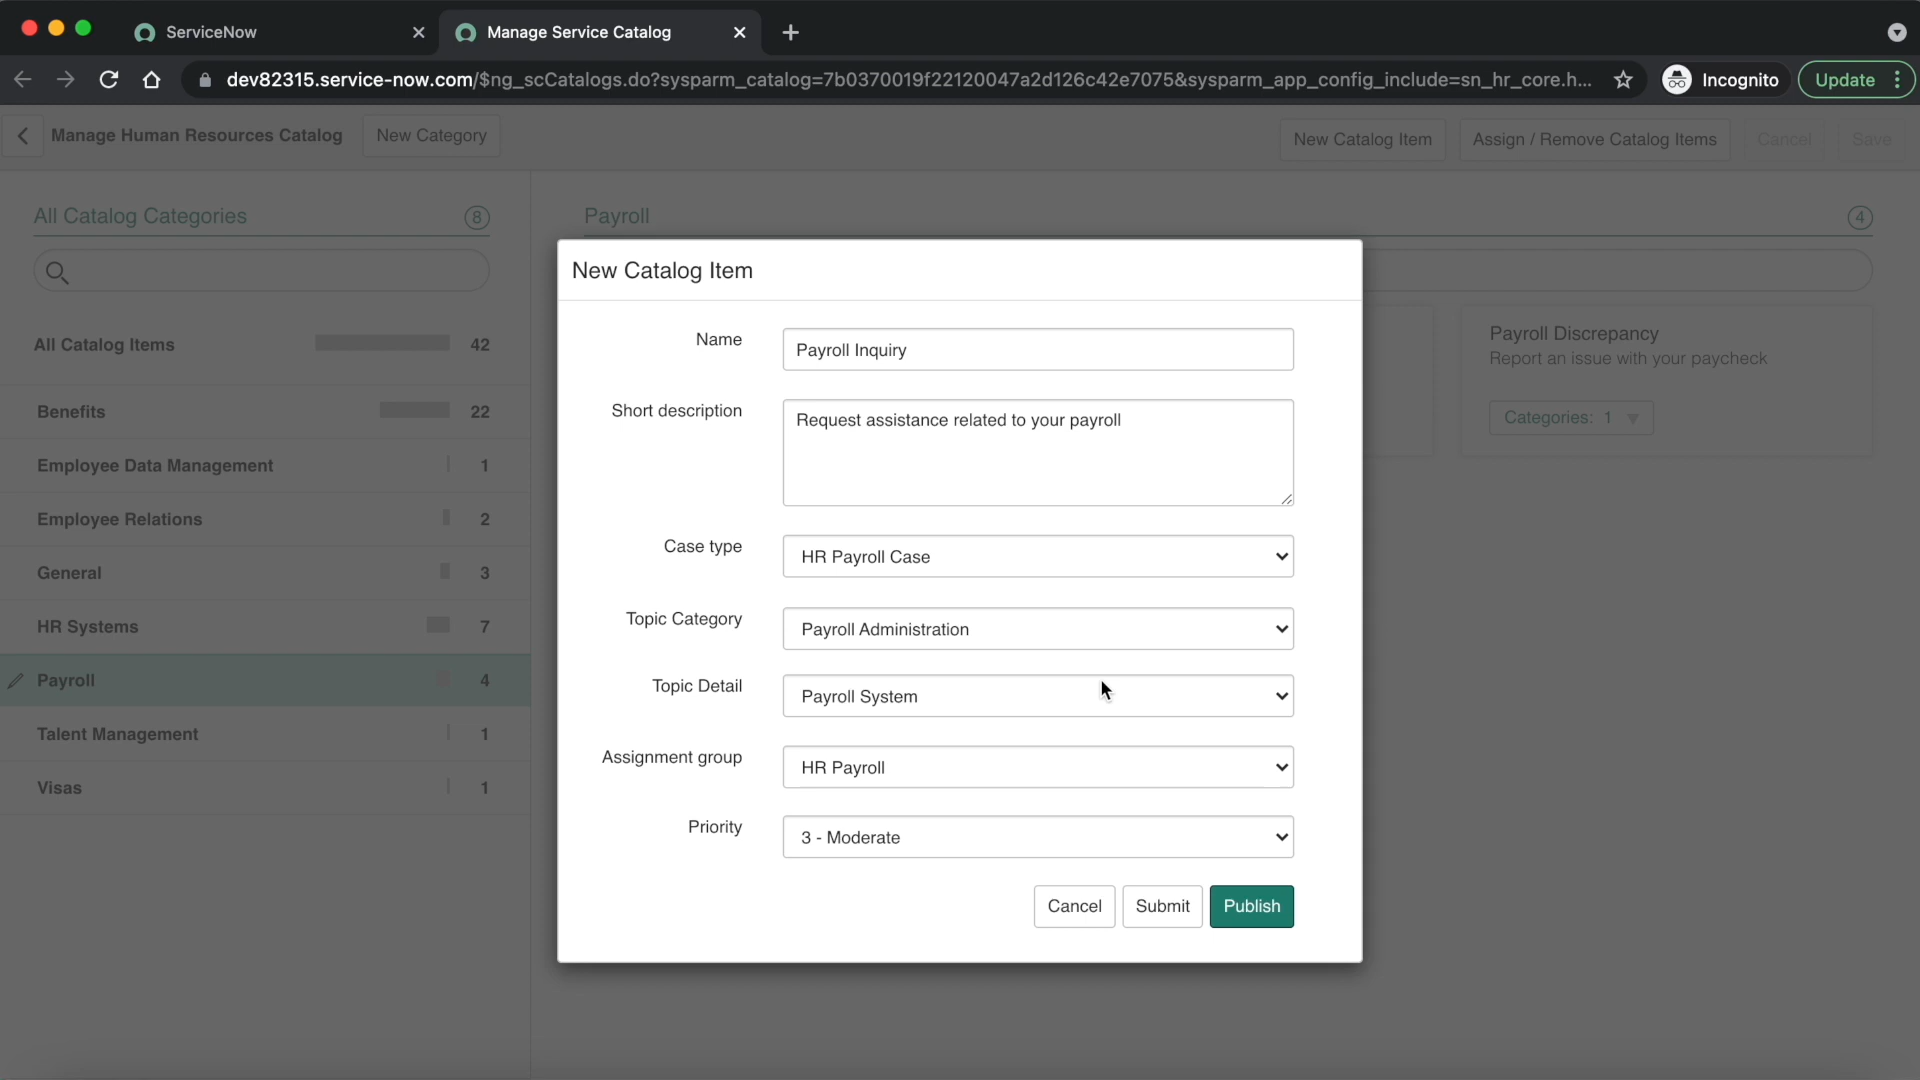 ServiceNow
Manage Service Catalog
dev82315.service-now.com/$ng_scCatalogs.do?sysparm_catalog=7b0370019f22120047a2d126c42e7075&sysparm_app_config_include=sn_hr_core.h...
Incognito
Update
Manage Human Resources Catalog
New Category
New Catalog Item
Assign / Remove Catalog Items
Cancel
Save
All Catalog Categories
8
All Catalog Items 42
Benefits 22
Employee Data Management 1
Employee Relations 2
General 3
HR Systems 7
Payroll 4
Talent Management 1
Visas 1
Payroll
4
Payroll Discrepancy
Report an issue with your paycheck
Categories: 1
New Catalog Item
Name
Payroll Inquiry
Short description
Request assistance related to your payroll
Case type
HR Payroll Case
Topic Category
Payroll Administration
Topic Detail
Payroll System
Assignment group
HR Payroll
Priority
3 - Moderate
Cancel
Submit
Publish